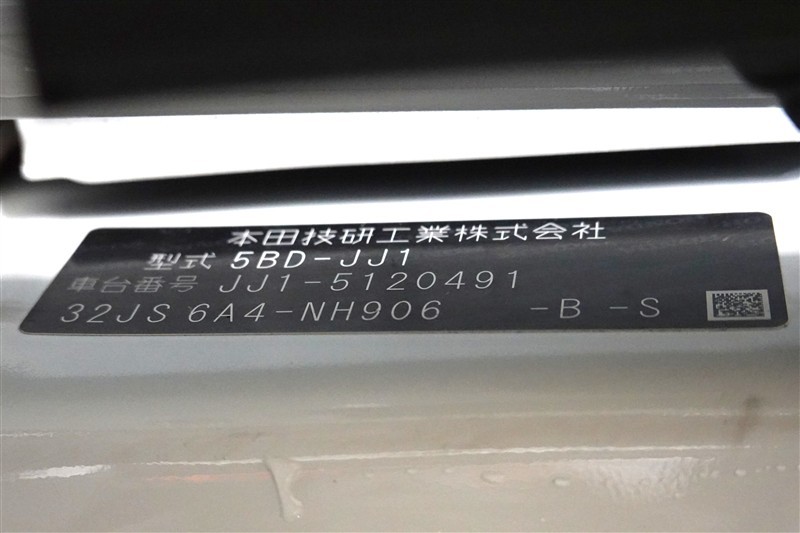 本田技研工業株式会社
型式 5BD-JJ1
車台番号 JJ1-5120491
32JS 6A4-NH906 -B -S